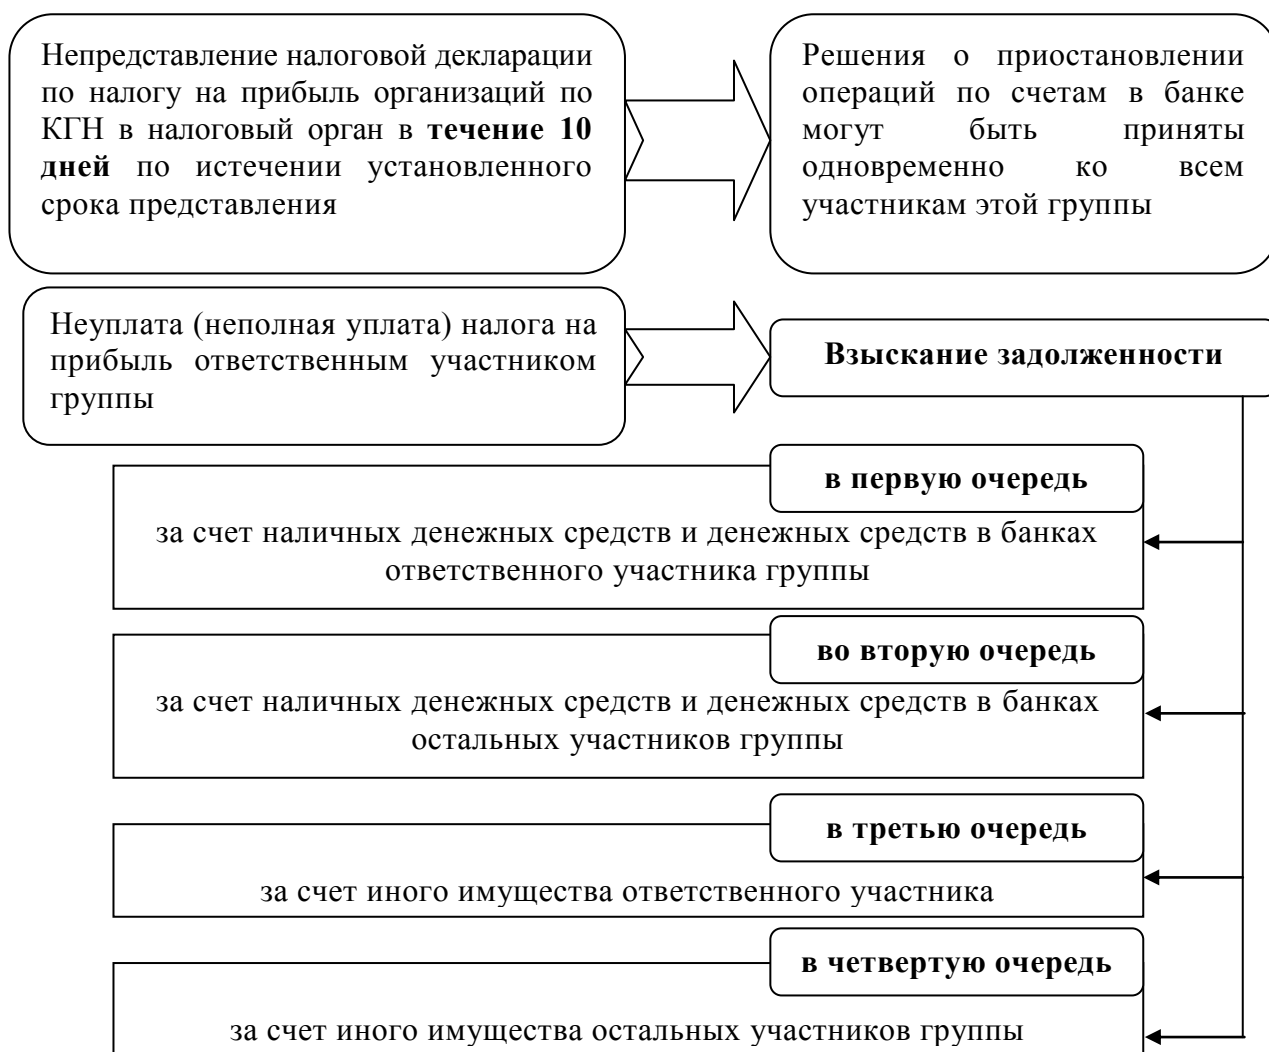 Непредставление налоговой декларации
по налогу на прибыль организаций по
КГН в налоговый орган в течение 10
дней по истечении установленного
срока представления
Решения о приостановлении
операций по счетам в банке
могут быть приняты
одновременно ко всем
участникам этой группы
Неуплата (неполная уплата) налога на
прибыль ответственным участником
группы
Взыскание задолженности
в первую очередь
за счет наличных денежных средств и денежных средств в банках
ответственного участника группы
во вторую очередь
за счет наличных денежных средств и денежных средств в банках
остальных участников группы
в третью очередь
за счет иного имущества ответственного участника
в четвертую очередь
за счет иного имущества остальных участников группы